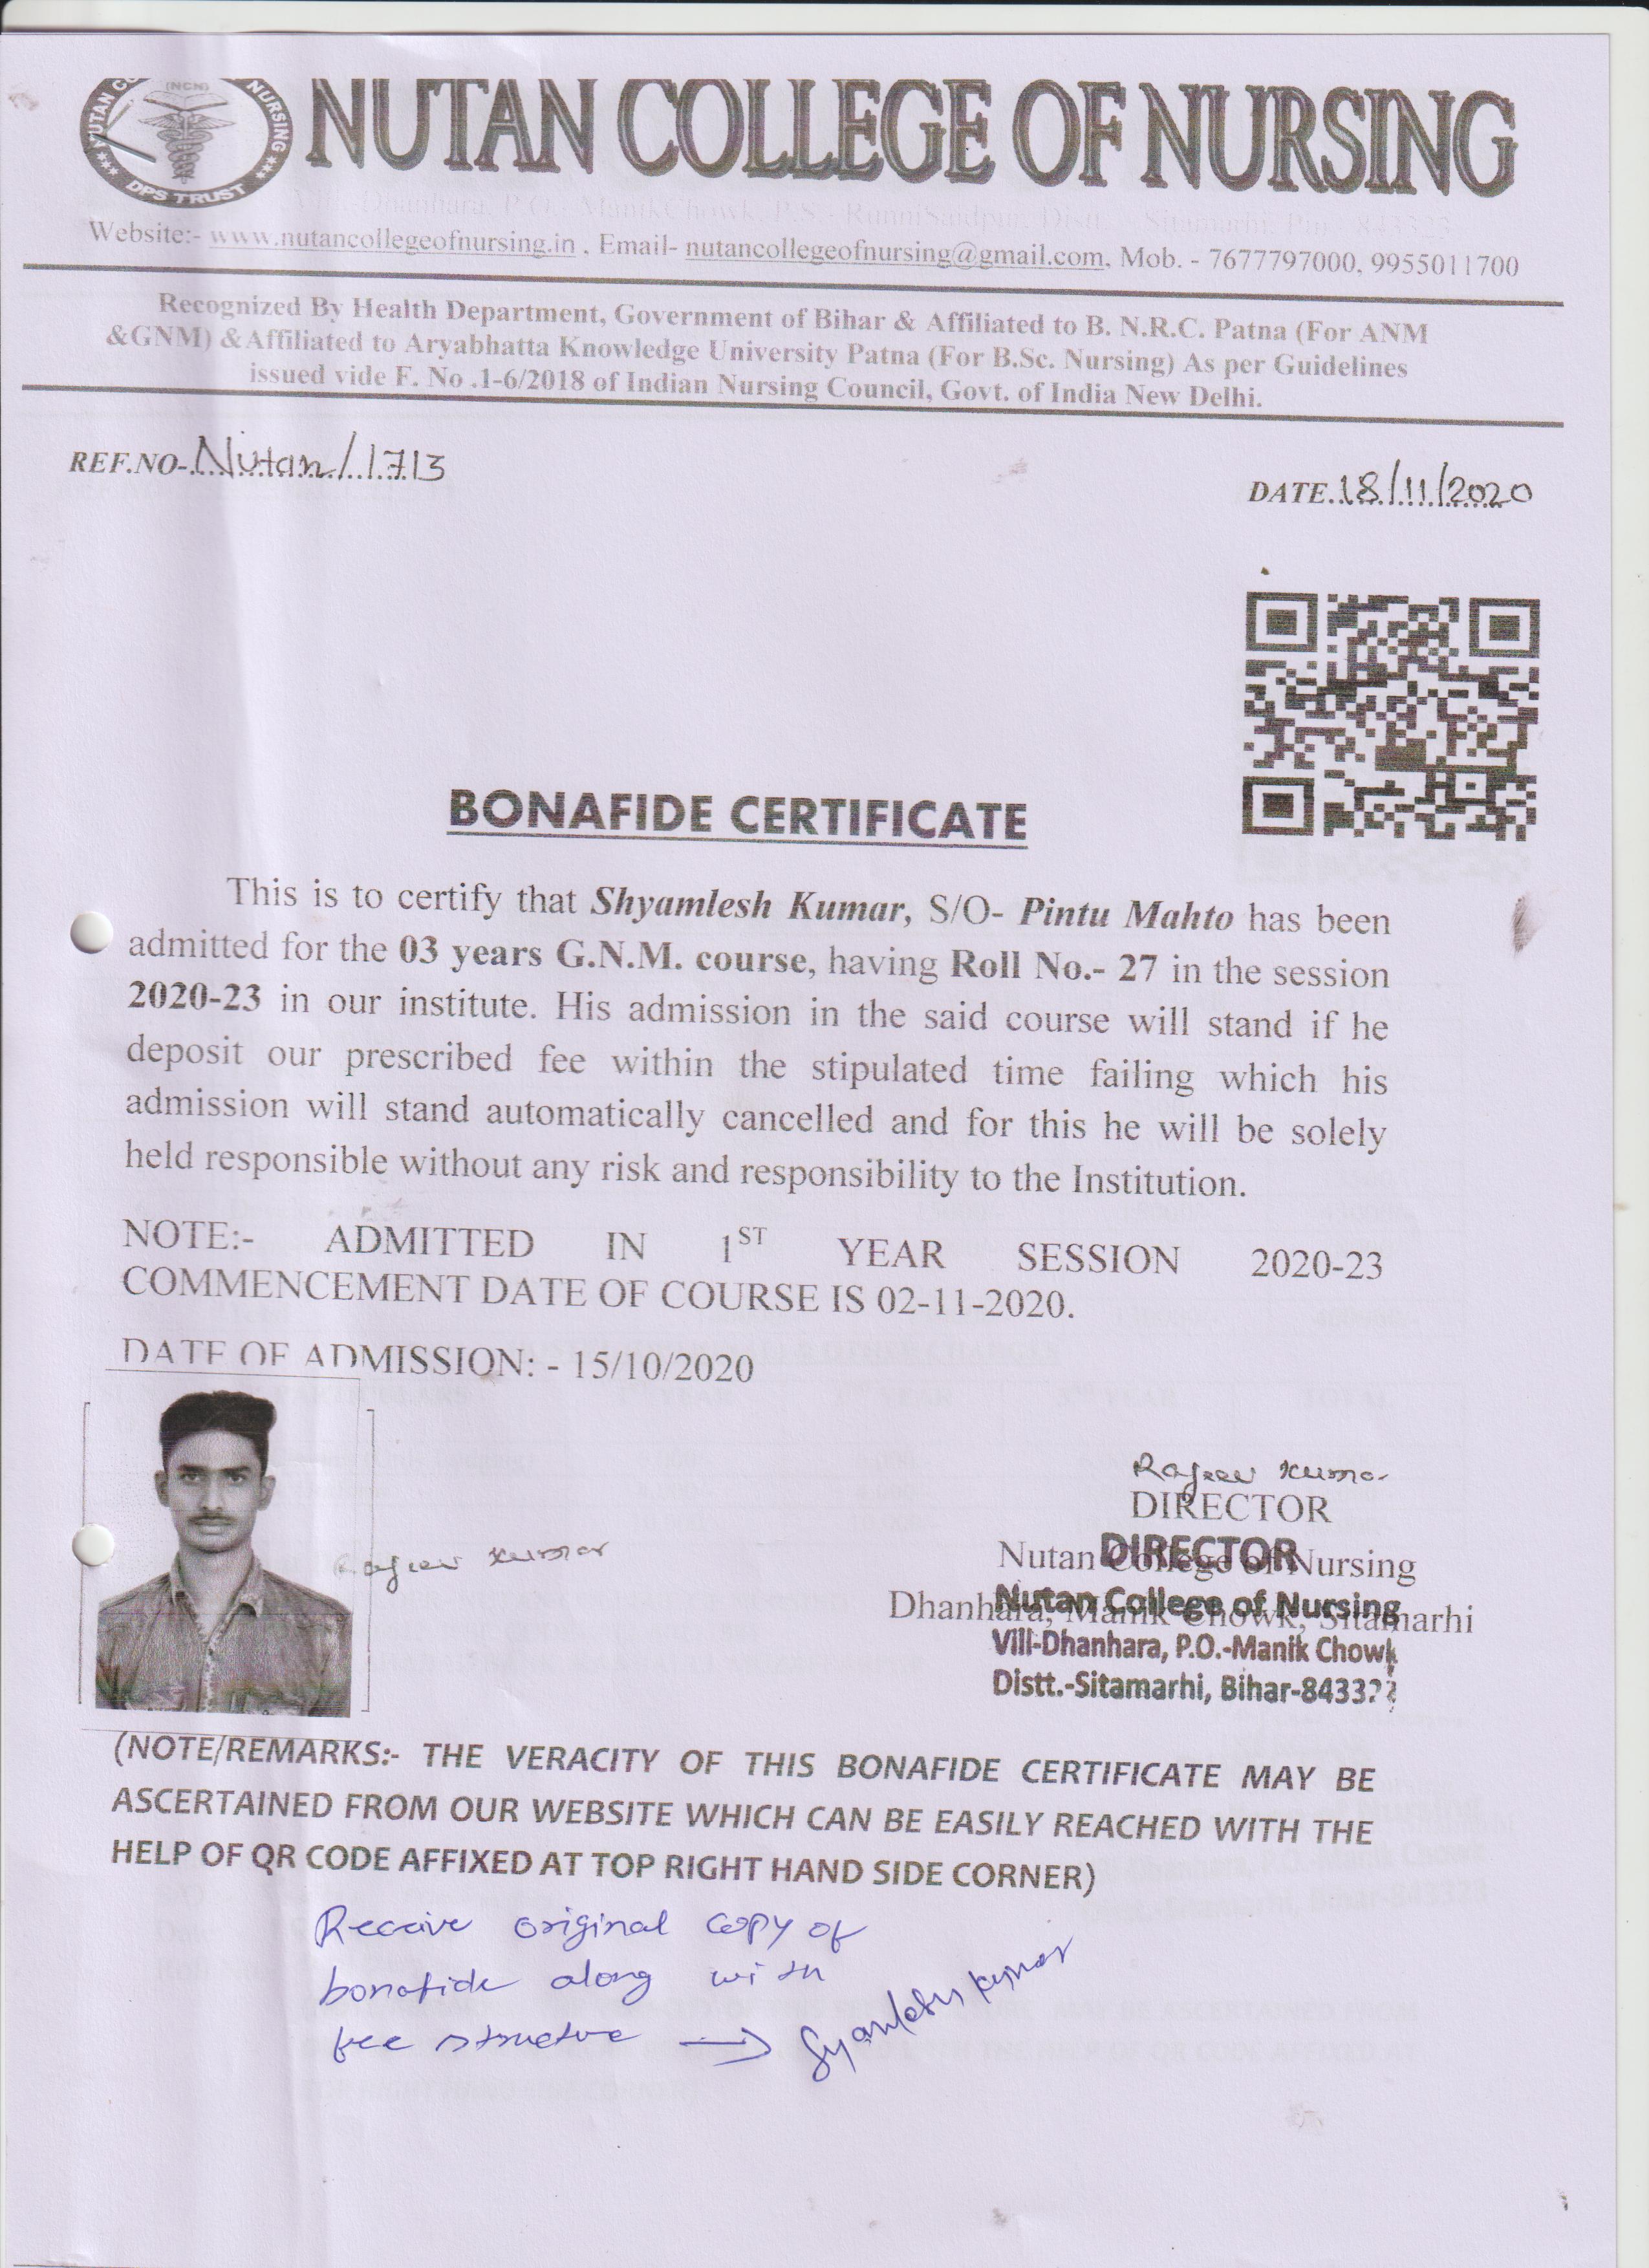 NUTAN COLLEGE OF NURSING
(NCN)
DPS TRUST
NUTAN COLLEGE OF NURSING
Vill.-Dhanhara, P.O.- ManikChowk, P.S.- RunniSaidpur, Distt. - Sitamarhi, Pin - 843323
Website:- www.nutancollegeofnursing.in , Email- nutancollegeofnursing@gmail.com, Mob. - 7677797000, 9955011700
Recognized By Health Department, Government of Bihar & Affiliated to B. N.R.C. Patna (For ANM
&GNM) &Affiliated to Aryabhatta Knowledge University Patna (For B.Sc. Nursing) As per Guidelines
issued vide F. No .1-6/2018 of Indian Nursing Council, Govt. of India New Delhi.
REF.NO-Nutan/1713
DATE.18/11/2020
BONAFIDE CERTIFICATE
This is to certify that Shyamlesh Kumar, S/O- Pintu Mahto has been
admitted for the 03 years G.N.M. course, having Roll No.- 27 in the session
2020-23 in our institute. His admission in the said course will stand if he
deposit our prescribed fee within the stipulated time failing which his
admission will stand automatically cancelled and for this he will be solely
held responsible without any risk and responsibility to the Institution.
NOTE:- ADMITTED IN 1ST YEAR SESSION 2020-23
COMMENCEMENT DATE OF COURSE IS 02-11-2020.
DATE OF ADMISSION: - 15/10/2020
Rajeev Kumar
Rajeev Kumar
DIRECTOR
Nutan College of Nursing
Dhanhara, Manik Chowk, Sitamarhi
DIRECTOR
Nutan College of Nursing
Vill-Dhanhara, P.O.-Manik Chowk
Distt.-Sitamarhi, Bihar-843323
(NOTE/REMARKS:- THE VERACITY OF THIS BONAFIDE CERTIFICATE MAY BE
ASCERTAINED FROM OUR WEBSITE WHICH CAN BE EASILY REACHED WITH THE
HELP OF QR CODE AFFIXED AT TOP RIGHT HAND SIDE CORNER)
Receive original copy of
bonafide along with
fee structure →